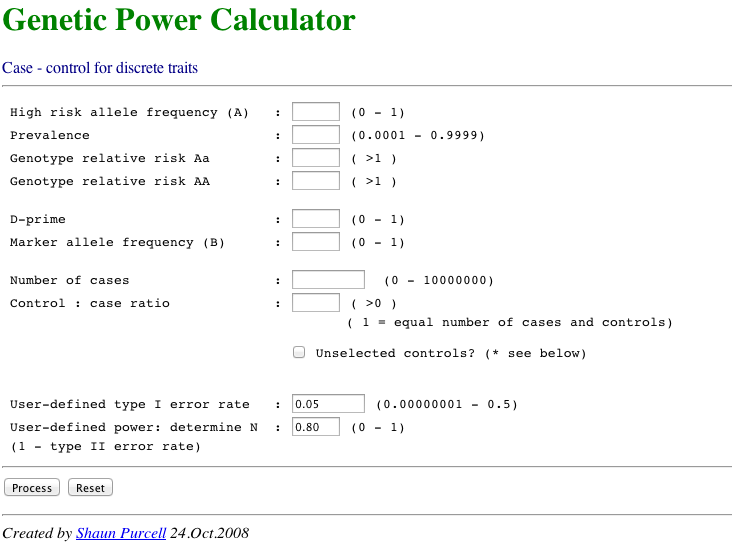 Genetic Power Calculator
Case - control for discrete traits
High risk allele frequency (A) : (0 - 1)
Prevalence : (0.0001 - 0.9999)
Genotype relative risk Aa : ( >1 )
Genotype relative risk AA : ( >1 )
D-prime : (0 - 1)
Marker allele frequency (B) : (0 - 1)
Number of cases : (0 - 10000000)
Control : case ratio : ( >0 )
( 1 = equal number of cases and controls)
Unselected controls? (* see below)
User-defined type I error rate : 0.05 (0.00000001 - 0.5)
User-defined power: determine N : 0.80 (0 - 1)
(1 - type II error rate)
Process Reset
Created by Shaun Purcell 24.Oct.2008